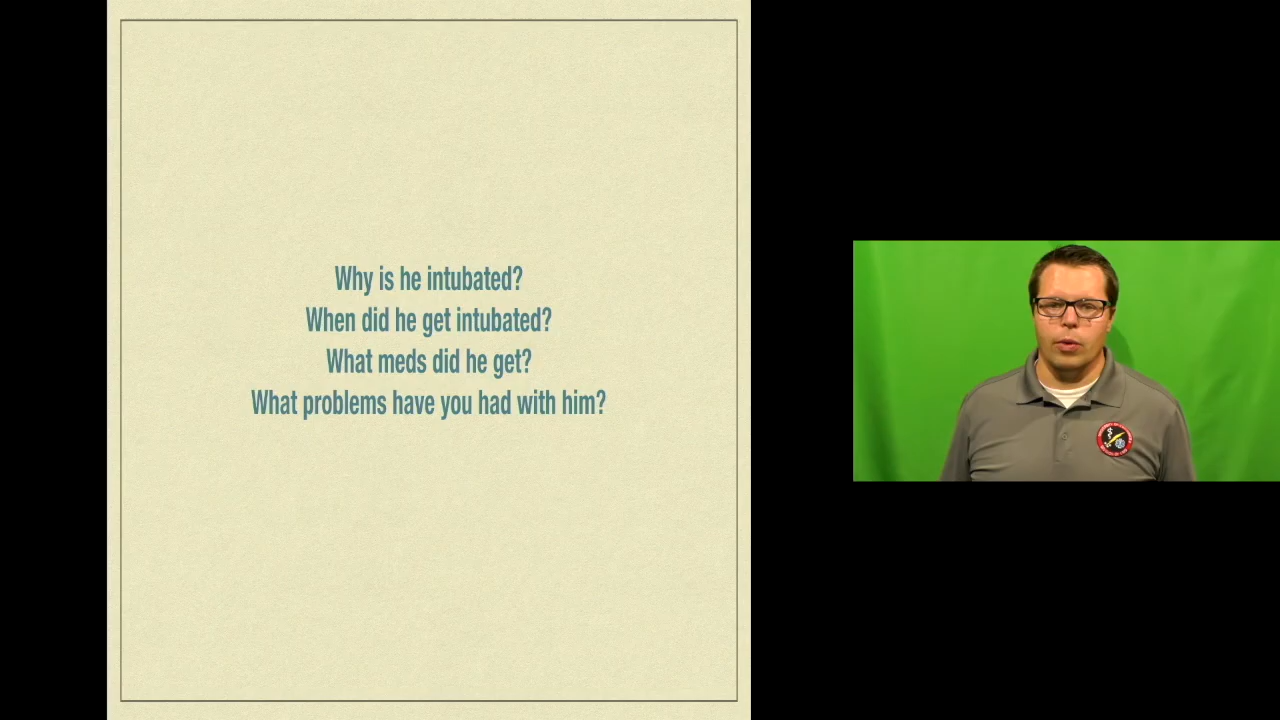 Why is he intubated?
When did he get intubated?
What meds did he get?
What problems have you had with him?